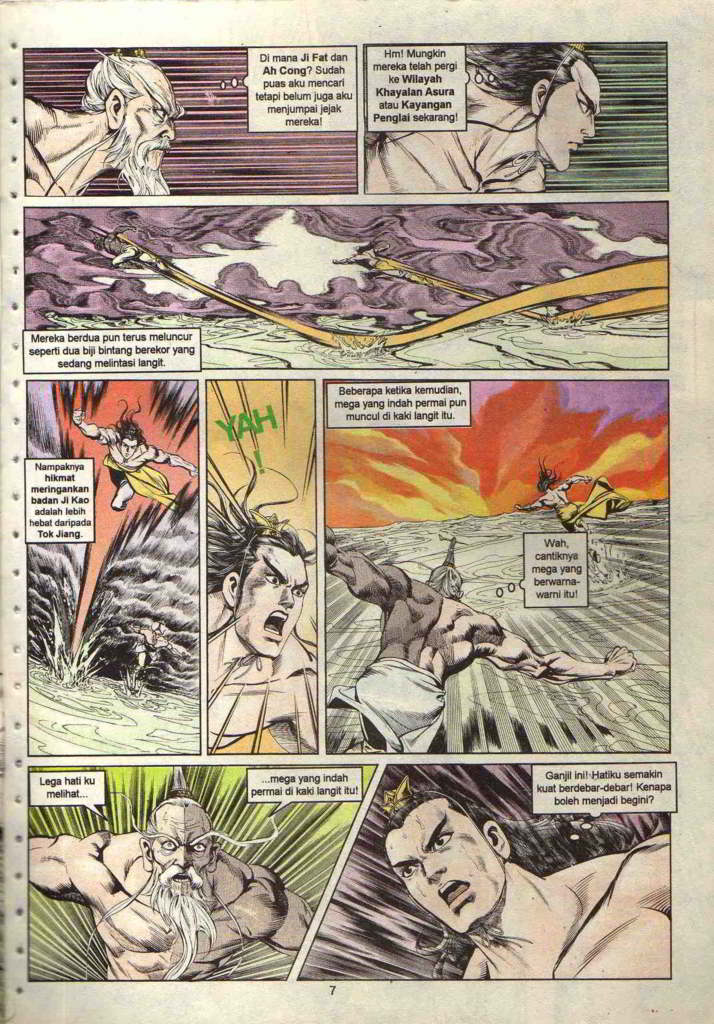 Di mana Ji Fat dan
Ah Cong? Sudah
puas aku mencari
tetapi belum juga aku
menjumpai jejak
mereka!
Hm! Mungkin
mereka telah pergi
ke Wilayah
Khayalan Asura
atau Kayangan
Penglai sekarang!
Mereka berdua pun terus meluncur
seperti dua biji bintang berekor yang
sedang melintasi langit.
Nampaknya
hikmat
meringankan
badan Ji Kao
adalah lebih
hebat daripada
Tok Jiang.
YAH
!
Beberapa ketika kemudian,
mega yang indah permai pun
muncul di kaki langit itu.
Wah,
cantiknya
mega yang
berwarna-
warni itu!
Lega hati ku
melihat...
...mega yang indah
permai di kaki langit itu!
Ganjil ini! Hatiku semakin
kuat berdebar-debar! Kenapa
boleh menjadi begini?
7